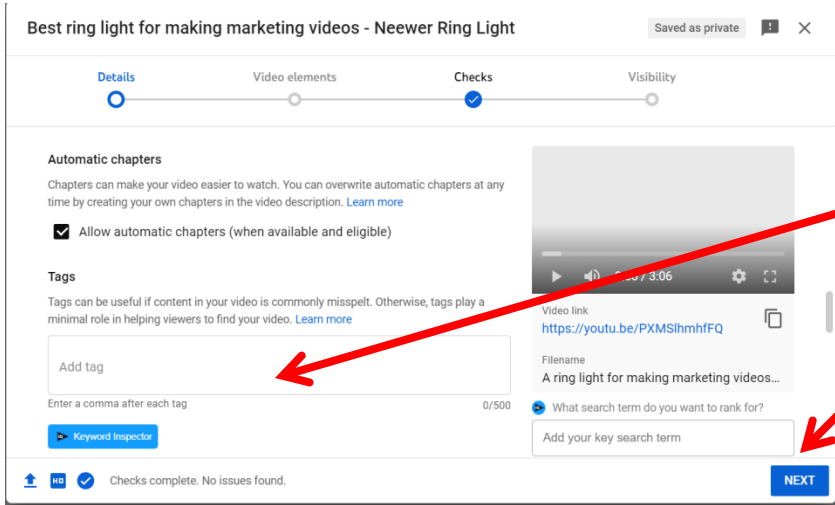 Best ring light for making marketing videos - Neewer Ring Light
Saved as private
Details
Video elements
Checks
Visibility
Automatic chapters
Chapters can make your video easier to watch. You can overwrite automatic chapters at any
time by creating your own chapters in the video description. Learn more
Allow automatic chapters (when available and eligible)
Tags
Tags can be useful if content in your video is commonly misspelt. Otherwise, tags play a
minimal role in helping viewers to find your video. Learn more
Add tag
Enter a comma after each tag
0/500
Keyword Inspector
/ 3:06
Video link
https://youtu.be/PXMSlhmhfFQ
Filename
A ring light for making marketing videos...
What search term do you want to rank for?
Add your key search term
HD
Checks complete. No issues found.
NEXT